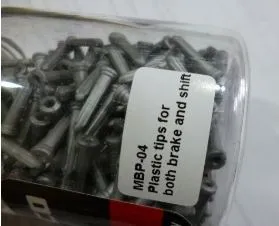 MBP-04
Plastic tips for
both brake and shift